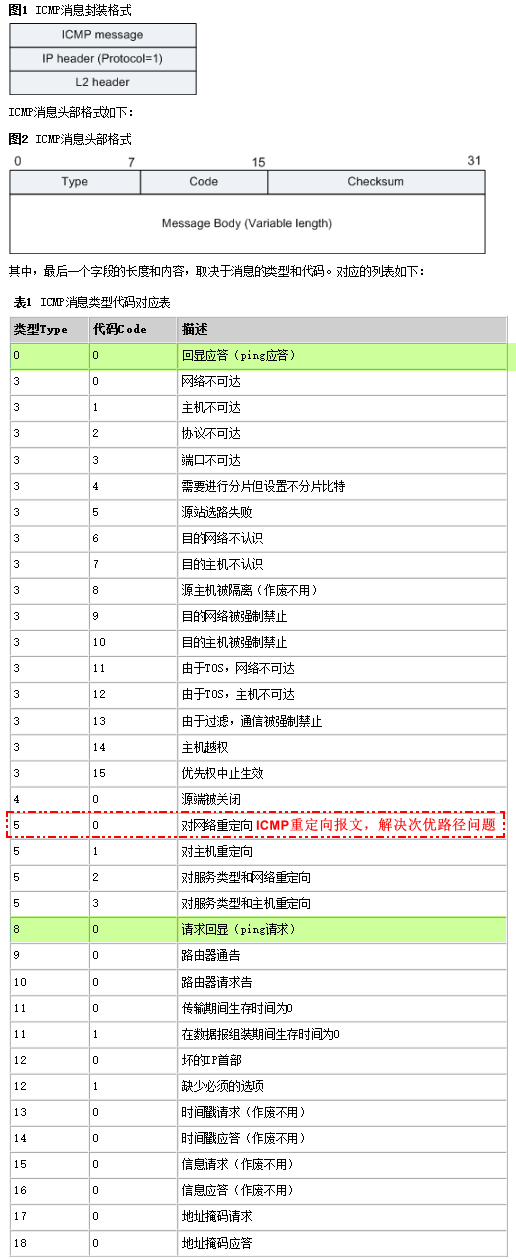 图1 ICMP消息封装格式
ICMP message
IP header (Protocol=1)
L2 header
ICMP消息头部格式如下:
图2 ICMP消息头部格式
0 7 15 31
Type Code Checksum
Message Body (Variable length)
其中，最后一个字段的长度和内容，取决于消息的类型和代码。对应的列表如下:
表1 ICMP消息类型代码对应表
类型Type 代码Code 描述
0 0 回显应答（ping应答）
3 0 网络不可达
3 1 主机不可达
3 2 协议不可达
3 3 端口不可达
3 4 需要进行分片但设置不分片比特
3 5 源站选路失败
3 6 目的网络不认识
3 7 目的主机不认识
3 8 源主机被隔离（作废不用）
3 9 目的网络被强制禁止
3 10 目的主机被强制禁止
3 11 由于TOS，网络不可达
3 12 由于TOS，主机不可达
3 13 由于过滤，通信被强制禁止
3 14 主机越权
3 15 优先权中止生效
4 0 源端被关闭
5 0 对网络重定向 ICMP重定向报文，解决次优路径问题
5 1 对主机重定向
5 2 对服务类型和网络重定向
5 3 对服务类型和主机重定向
8 0 请求回显（ping请求）
9 0 路由器通告
10 0 路由器请求告
11 0 传输期间生存时间为0
11 1 在数据报组装期间生存时间为0
12 0 坏的IP首部
12 1 缺少必须的选项
13 0 时间戳请求（作废不用）
14 0 时间戳应答（作废不用）
15 0 信息请求（作废不用）
16 0 信息应答（作废不用）
17 0 地址掩码请求
18 0 地址掩码应答